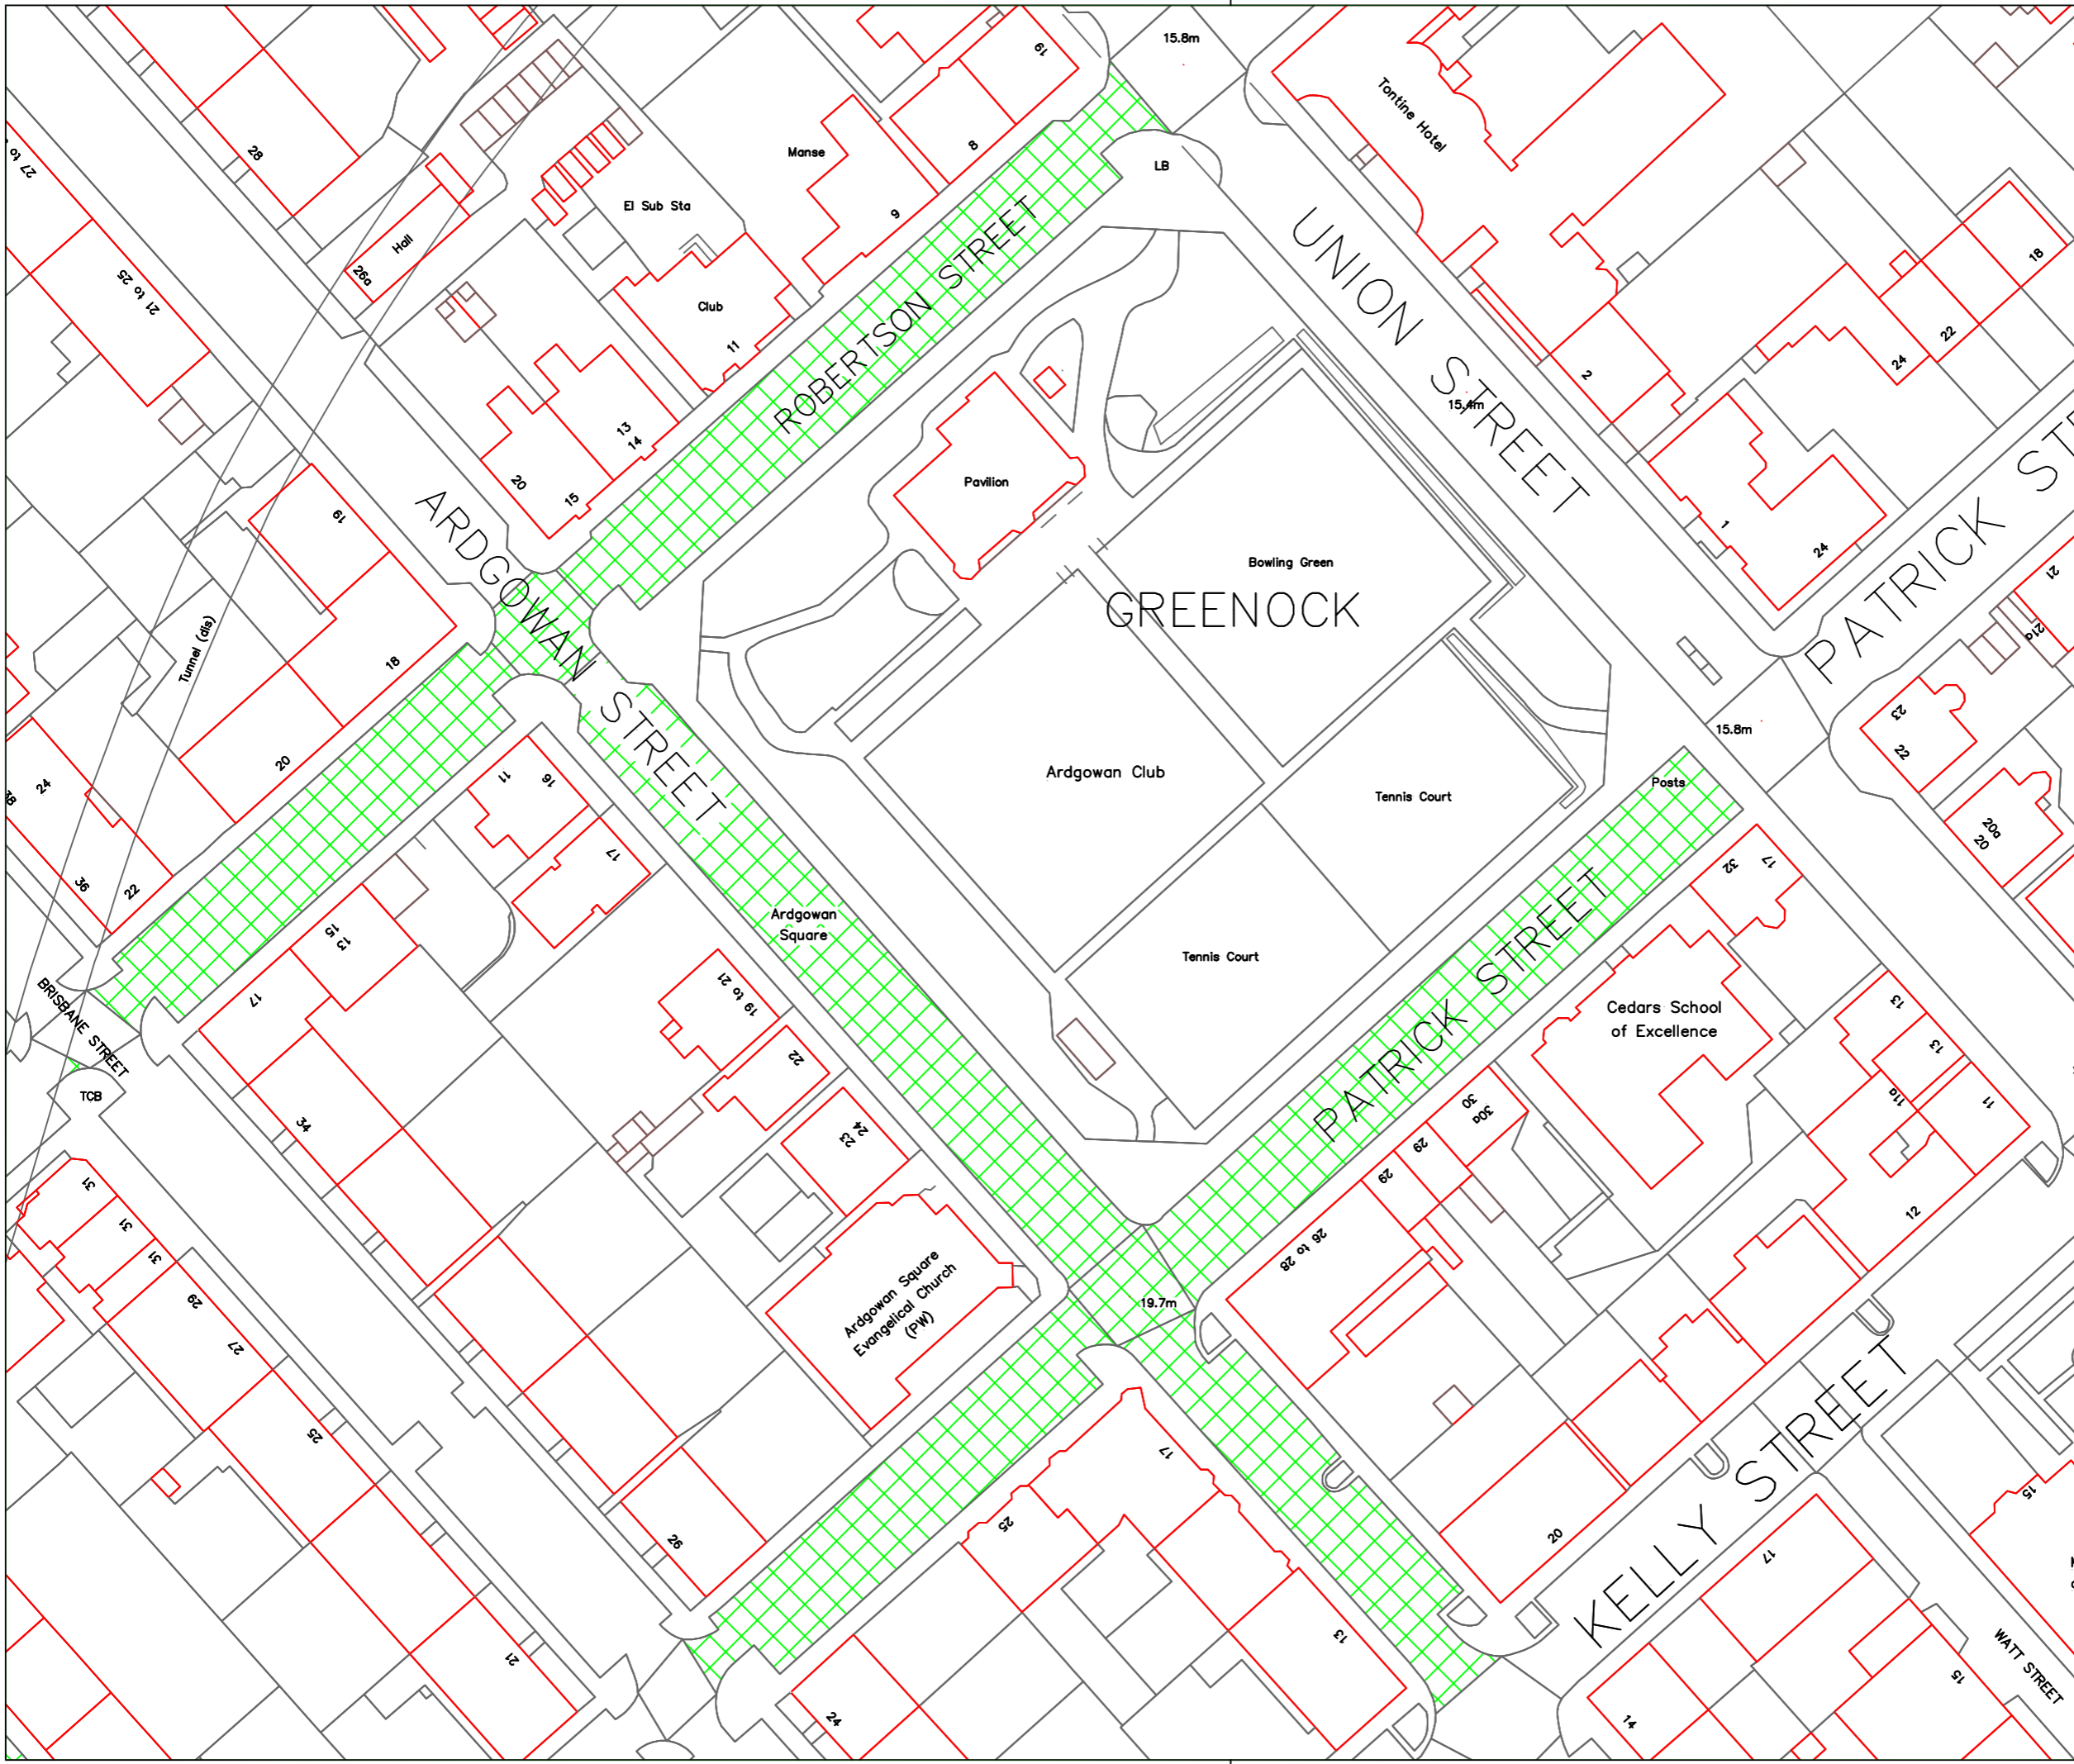 15.8m
19
Tontine Hotel
28
27 to
Manse
8
LB
El Sub Sta
9
Hall
26a
ROBERTSON STREET
UNION STREET
18
21 to 25
Club
11
22
24
2
15.4m
13
14
20
15
Pavilion
ARDGOWAN STREET
19
1
24
PATRICK STR
Bowling Green
GREENOCK
21
21a
Tunnel (dis)
18
23
22
15.8m
20
24
38
11
16
Ardgowan Club
Tennis Court
Posts
20a
20
17
36
22
32
17
Ardgowan
Square
PATRICK STREET
15
13
Tennis Court
19 to 21
17
BRISBANE STREET
Cedars School
of Excellence
13
13
22
TCB
34
23
24
30
30a
11a
11
29
29
31
31
31
12
26 to 28
Ardgowan Square
Evangelical Church
(PW)
29
27
19.7m
KELLY STREET
25
17
15
25
26
20
17
21
13
WATT STREET
15
24
14